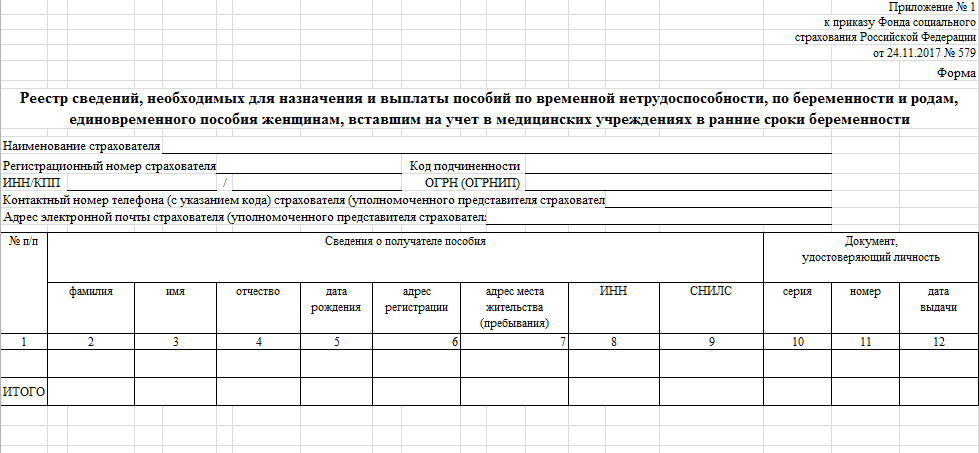 Приложение № 1
к приказу Фонда социального
страхования Российской Федерации
от 24.11.2017 № 579
Форма
Реестр сведений, необходимых для назначения и выплаты пособий по временной нетрудоспособности, по беременности и родам,
единовременного пособия женщинам, вставшим на учет в медицинских учреждениях в ранние сроки беременности
Наименование страхователя
Регистрационный номер страхователя Код подчиненности
ИНН/КПП / ОГРН (ОГРНИП)
Контактный номер телефона (с указанием кода) страхователя (уполномоченного представителя страховател
Адрес электронной почты страхователя (уполномоченного представителя страховател
№ п/п Сведения о получателе пособия Документ,
удостоверяющий личность
фамилия имя отчество дата адрес адрес места ИНН СНИЛС серия номер дата
рождения регистрации жительства выдачи
(пребывания)
1 2 3 4 5 6 7 8 9 10 11 12
ИТОГО